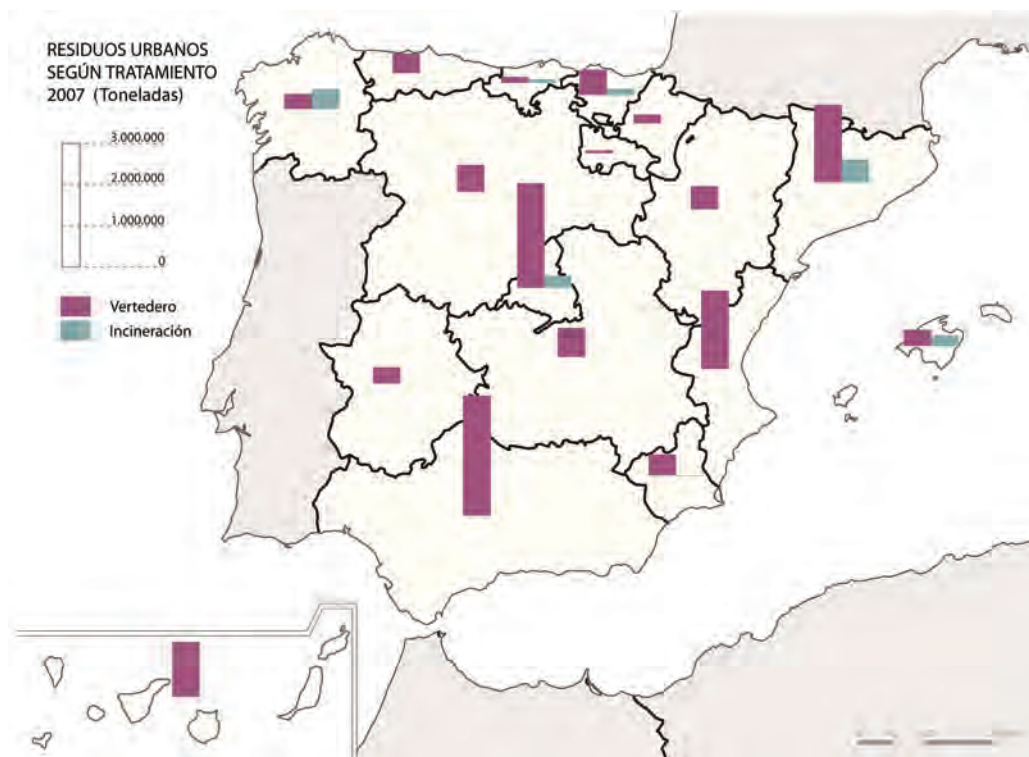 RESIDUOS URBANOS
SEGÚN TRATAMIENTO
2007 (Toneladas)
3.000.000
2.000.000
1.000.000
0
Vertedero
Incineración